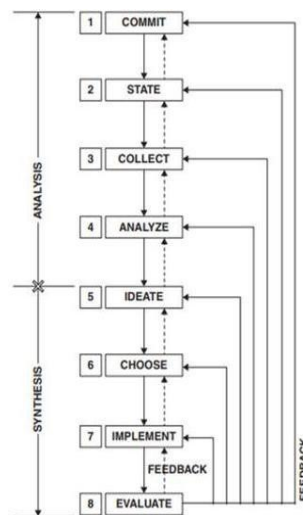 1 COMMIT
2 STATE
3 COLLECT
ANALYSIS
4 ANALYZE
5 IDEATE
6 CHOOSE
SYNTHESIS
7 IMPLEMENT
FEEDBACK
8 EVALUATE
FEEDBACK